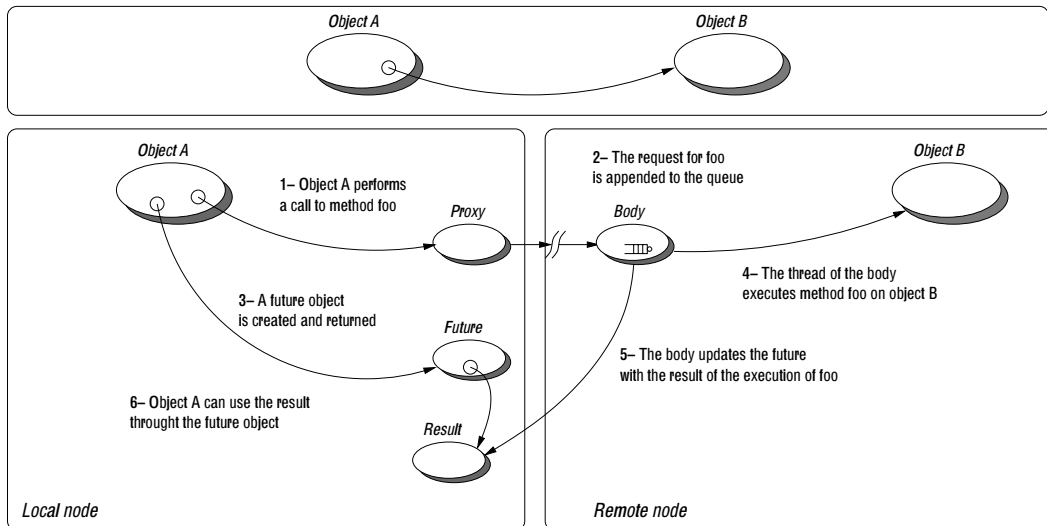 Object A
Object B
Object A
1– Object A performs
a call to method foo
Proxy
3– A future object
is created and returned
Future
6– Object A can use the result
throught the future object
Result
Local node
2– The request for foo
is appended to the queue
Object B
Body
4– The thread of the body
executes method foo on object B
5– The body updates the future
with the result of the execution of foo
Remote node